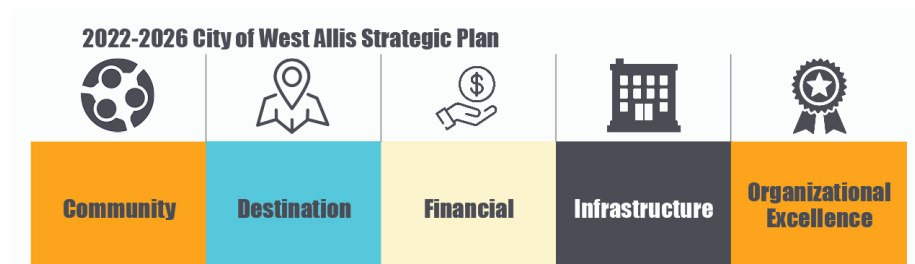 2022-2026 City of West Allis Strategic Plan
$
Community
Destination
Financial
Infrastructure
Organizational
Excellence